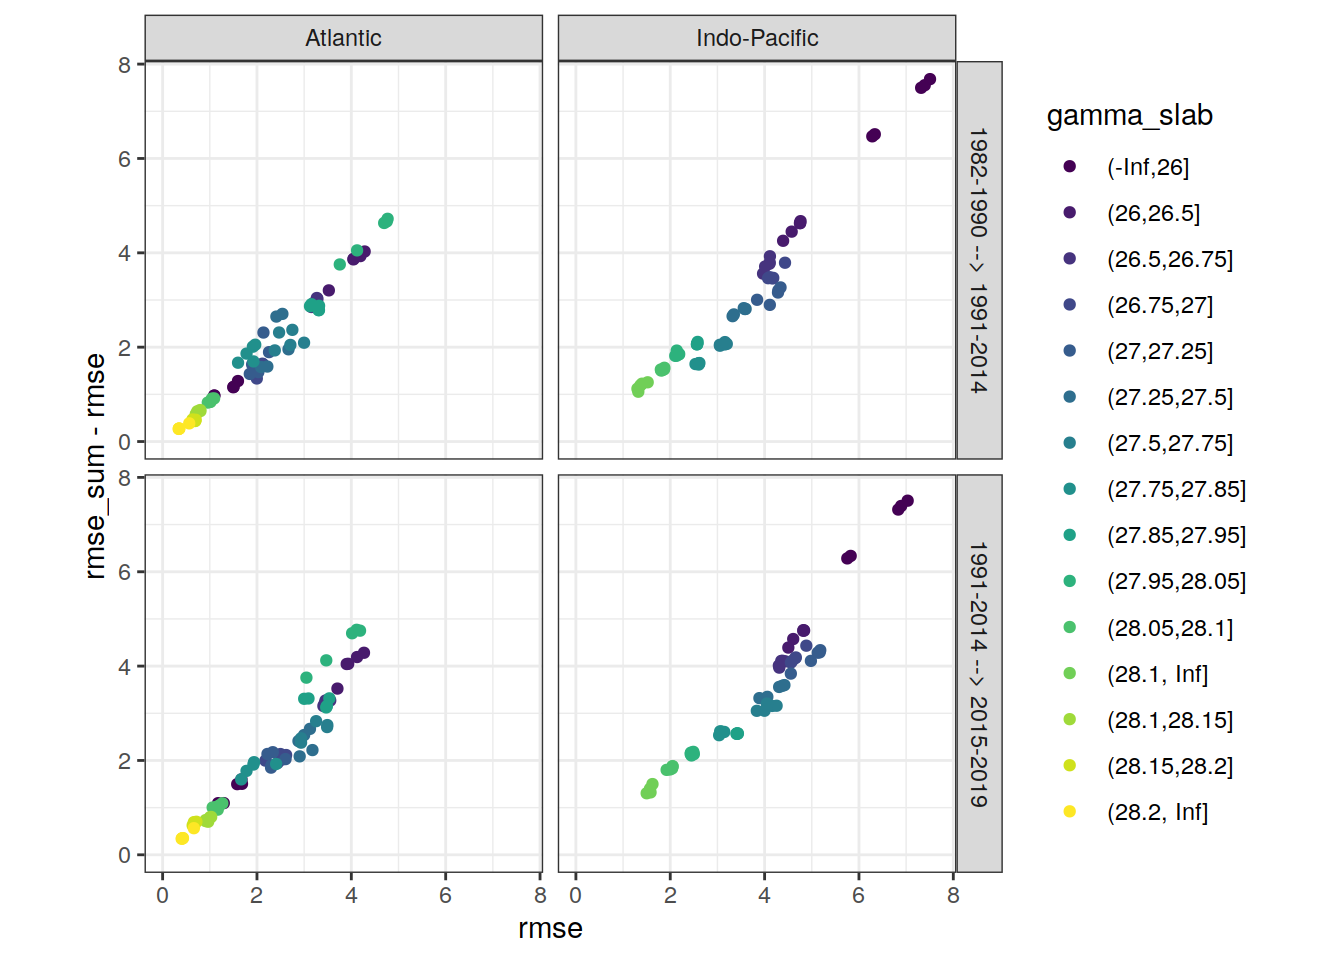 Atlantic
Indo-Pacific
8
6
4
2
0
1982-1990 --> 1991-2014
8
6
4
2
0
1991-2014 --> 2015-2019
rmse_sum - rmse
0 2 4 6 8
0 2 4 6 8
rmse
gamma_slab
(-Inf,26]
(26,26.5]
(26.5,26.75]
(26.75,27]
(27,27.25]
(27.25,27.5]
(27.5,27.75]
(27.75,27.85]
(27.85,27.95]
(27.95,28.05]
(28.05,28.1]
(28.1, Inf]
(28.1,28.15]
(28.15,28.2]
(28.2, Inf]